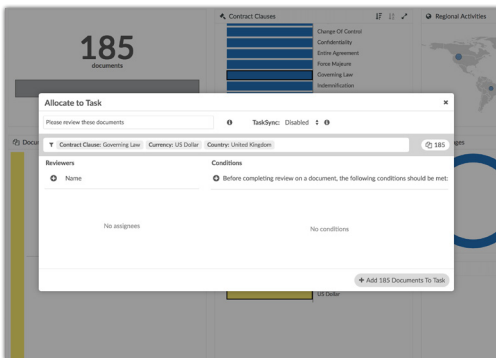 Contract Clauses
Regional Activities
185
documents
Change Of Control
Confidentiality
Entire Agreement
Force Majeure
Governing Law
Indemnification
Allocate to Task
Please review these documents
TaskSync: Disabled
Contract Clause: Governing Law Currency: US Dollar Country: United Kingdom
185
Reviewers
Conditions
Name
Before completing review on a document, the following conditions should be met:
No assignees
No conditions
+ Add 185 Documents To Task
US Dollar